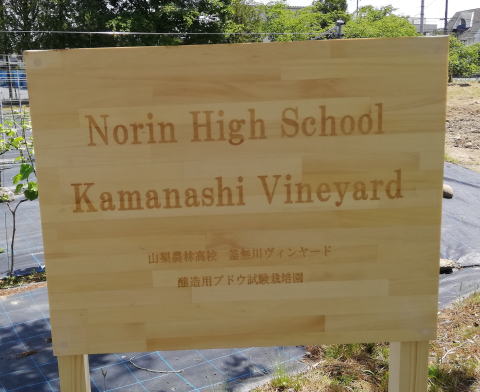 Norin High School
Kamanashi Vineyard
山梨農林高校　釜無川ヴィンヤード
醸造用ブドウ試験栽培園